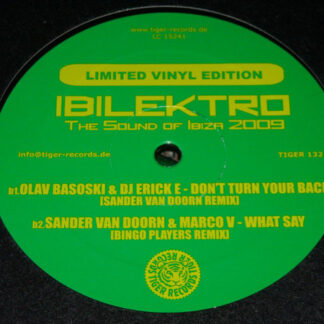 www.tiger-records.de
(LC 15241
LIMITED VINYL EDITION
IBILEKTRO
THE SOUND OF IBIZA 2009
info@tiger-records.de
TIGER 132
b1.OLAV BASOSKI & DJ ERICK E - DON'T TURN YOUR BACK
(SANDER VAN DOORN REMIX)
b2.SANDER VAN DOORN & MARCO V - WHAT SAY
(BINGO PLAYERS REMIX)
TIGER RECORDS
TIGER RECORDS